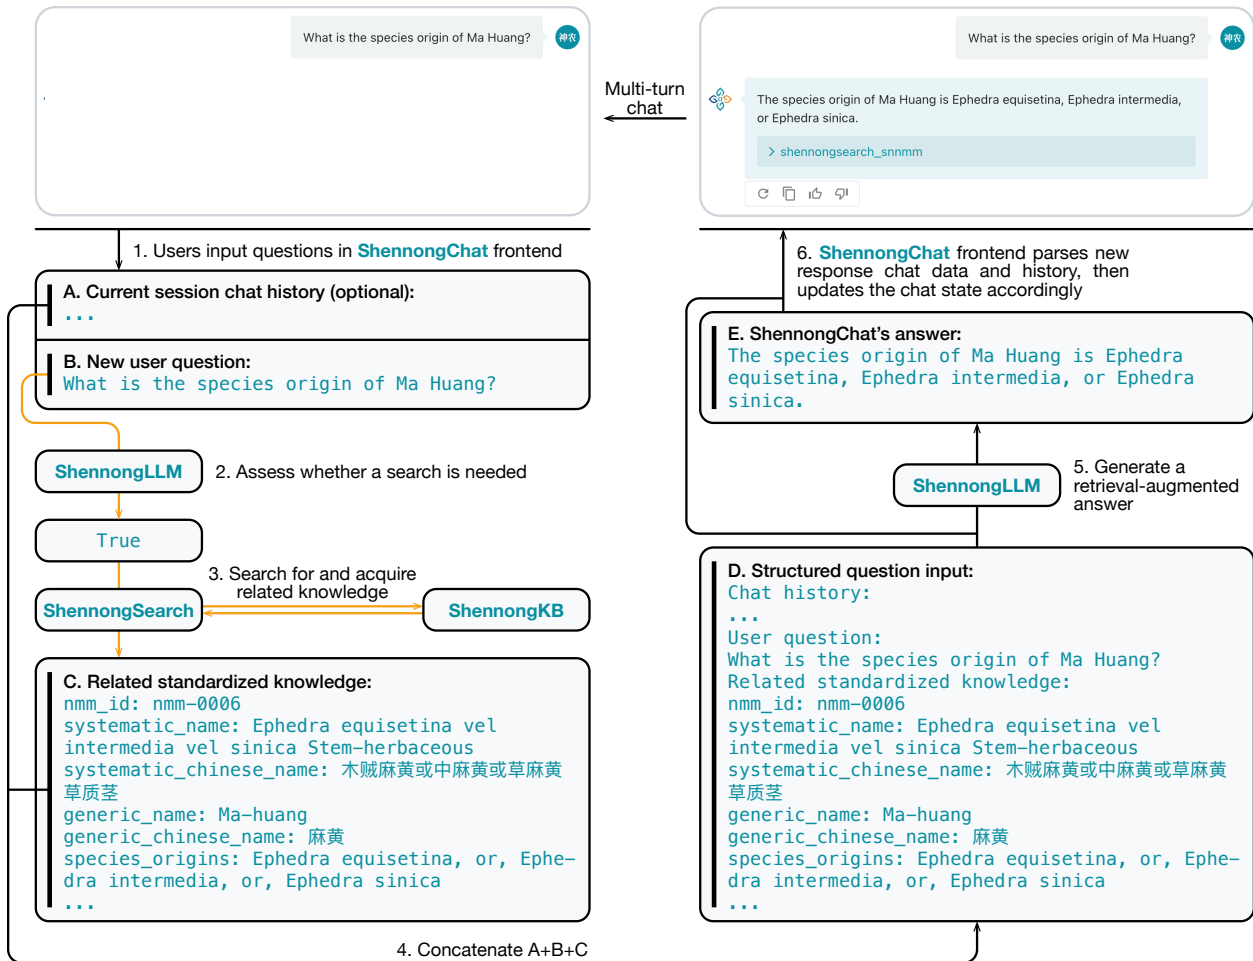 What is the species origin of Ma Huang?
神农
1. Users input questions in ShennongChat frontend
A. Current session chat history (optional):
...
B. New user question:
What is the species origin of Ma Huang?
ShennongLLM
2. Assess whether a search is needed
True
3. Search for and acquire
related knowledge
ShennongSearch
ShennongKB
C. Related standardized knowledge:
nmm_id: nmm-0006
systematic_name: Ephedra equisetina vel
intermedia vel sinica Stem-herbaceous
systematic_chinese_name: 木贼麻黄或中麻黄或草麻黄
草质茎
generic_name: Ma-huang
generic_chinese_name: 麻黄
species_origins: Ephedra equisetina, or, Ephe-
dra intermedia, or, Ephedra sinica
...
4. Concatenate A+B+C
Multi-turn
chat
What is the species origin of Ma Huang?
神农
The species origin of Ma Huang is Ephedra equisetina, Ephedra intermedia,
or Ephedra sinica.
> shennongsearch_snnmm
6. ShennongChat frontend parses new
response chat data and history, then
updates the chat state accordingly
E. ShennongChat's answer:
The species origin of Ma Huang is Ephedra
equisetina, Ephedra intermedia, or Ephedra
sinica.
ShennongLLM
5. Generate a
retrieval-augmented
answer
D. Structured question input:
Chat history:
...
User question:
What is the species origin of Ma Huang?
Related standardized knowledge:
nmm_id: nmm-0006
systematic_name: Ephedra equisetina vel
intermedia vel sinica Stem-herbaceous
systematic_chinese_name: 木贼麻黄或中麻黄或草麻黄
草质茎
generic_name: Ma-huang
generic_chinese_name: 麻黄
species_origins: Ephedra equisetina, or, Ephe-
dra intermedia, or, Ephedra sinica
...